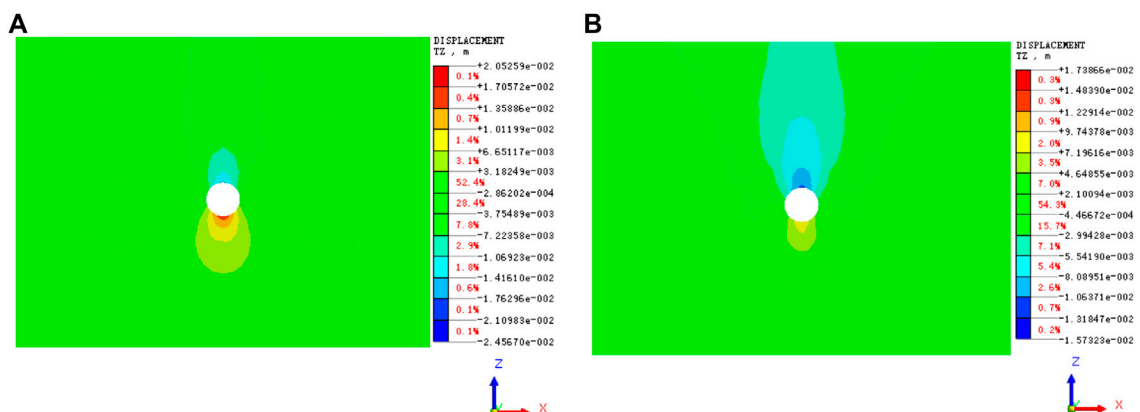 A
DISPLACEMENT
TZ , m
+2.05259e-002
0.1%
+1.70572e-002
0.4%
+1.35886e-002
0.7%
+1.01199e-002
1.4%
+6.65117e-003
3.1%
+3.18249e-003
52.4%
-2.86202e-004
28.4%
-3.75489e-003
7.8%
-7.22358e-003
2.9%
-1.06923e-002
1.8%
-1.41610e-002
0.6%
-1.76296e-002
0.1%
-2.10983e-002
0.1%
-2.45670e-002
Z
Y
X
B
DISPLACEMENT
TZ , m
+1.73866e-002
0.3%
+1.48390e-002
0.3%
+1.22914e-002
0.9%
+9.74378e-003
2.0%
+7.19616e-003
3.5%
+4.64855e-003
7.0%
+2.10094e-003
54.3%
-4.46672e-004
15.7%
-2.99428e-003
7.1%
-5.54190e-003
5.4%
-8.08951e-003
2.6%
-1.06371e-002
0.7%
-1.31847e-002
0.2%
-1.57323e-002
Z
Y
X